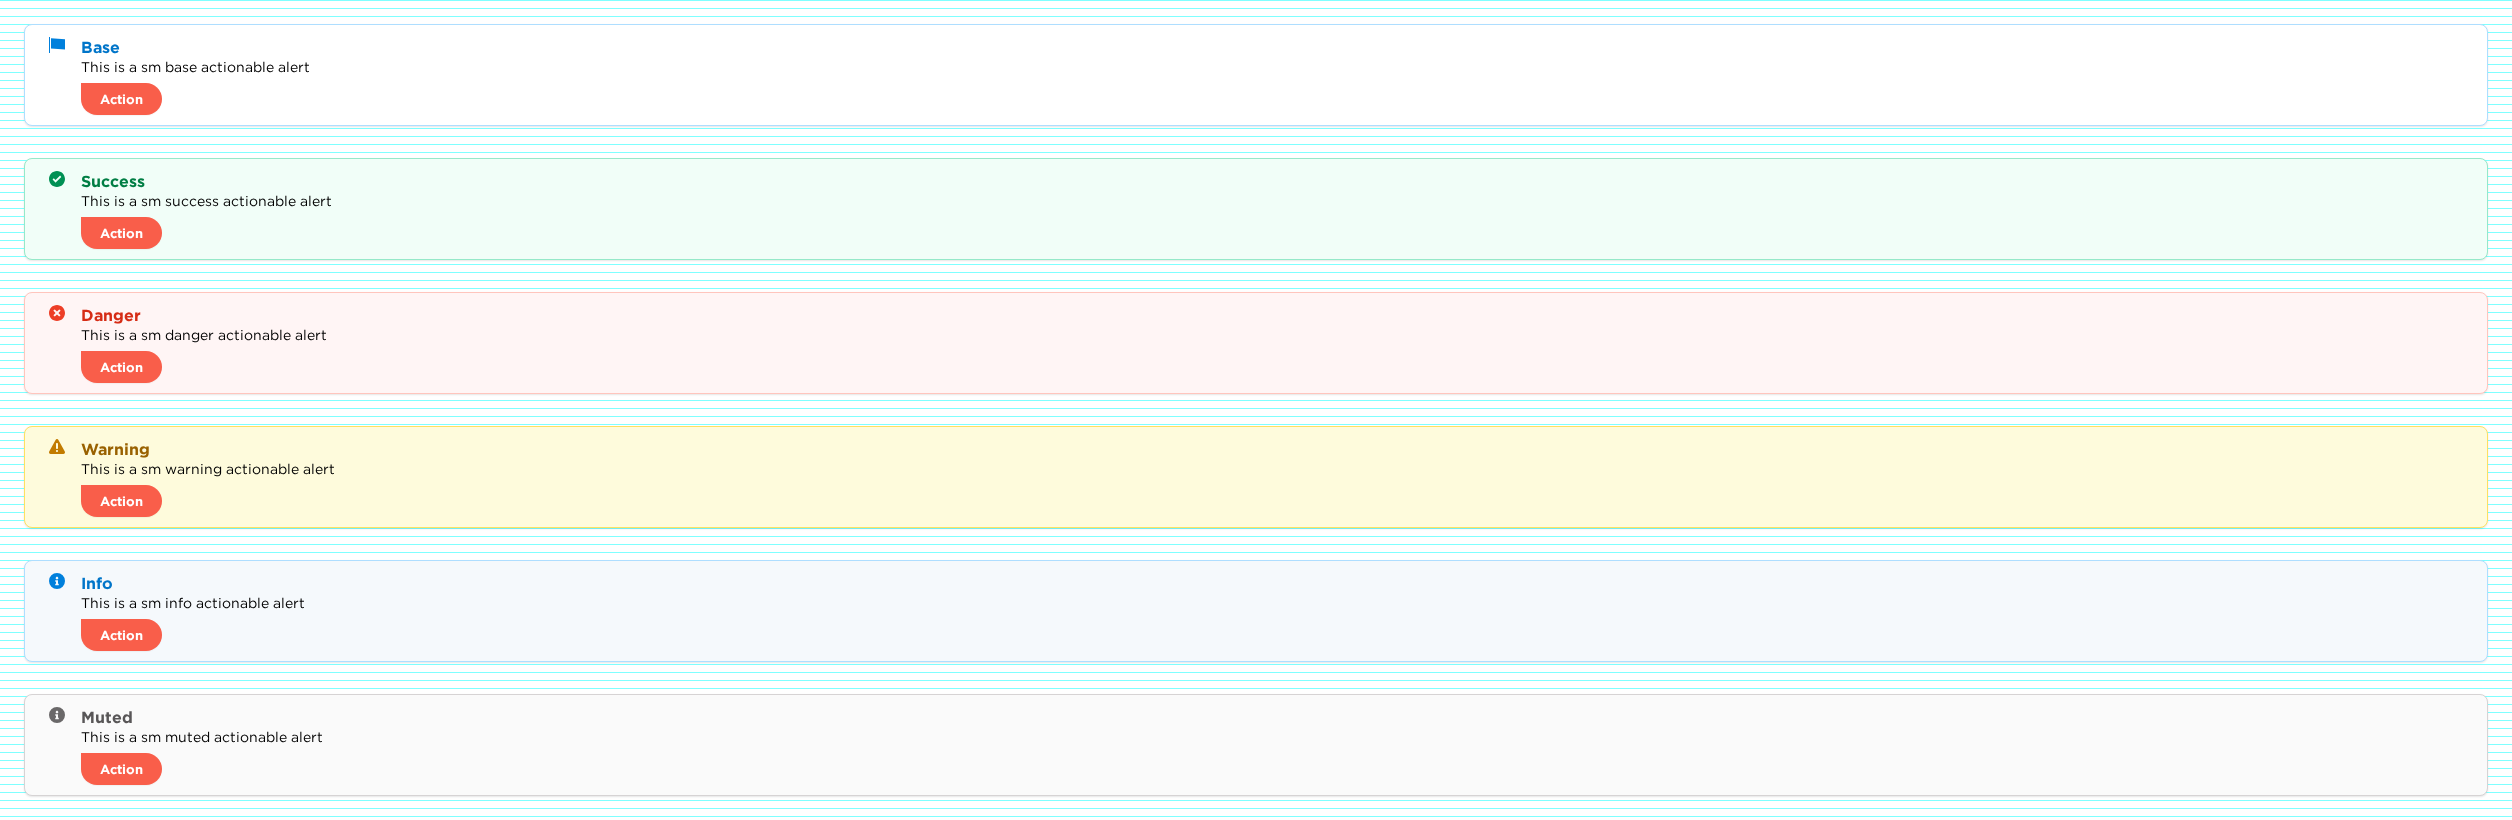 Base
This is a sm base actionable alert
Action
Success
This is a sm success actionable alert
Action
Danger
This is a sm danger actionable alert
Action
Warning
This is a sm warning actionable alert
Action
Info
This is a sm info actionable alert
Action
Muted
This is a sm muted actionable alert
Action